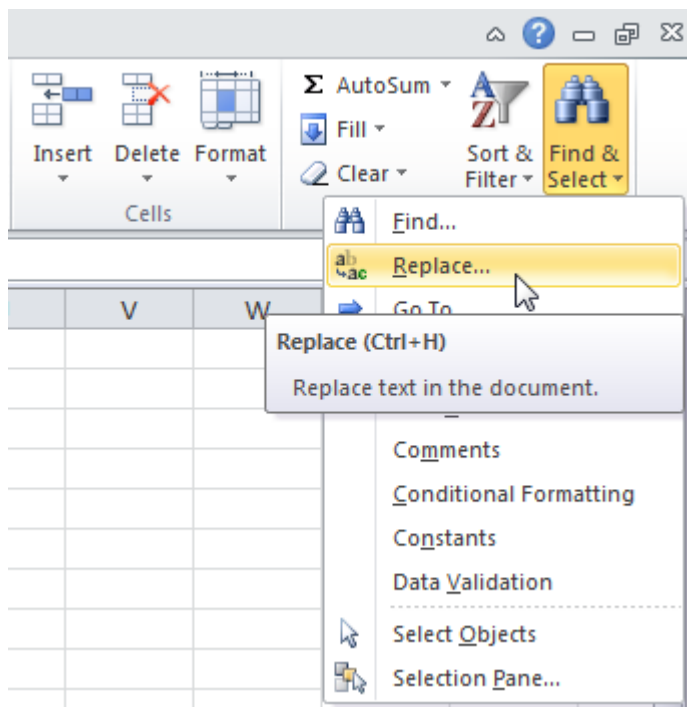 Σ AutoSum
Fill
Clear
Insert Delete Format
Sort &
Filter
Find &
Select
Cells
Find...
Replace...
Go To
V W
Replace (Ctrl+H)
Replace text in the document.
Comments
Conditional Formatting
Constants
Data Validation
Select Objects
Selection Pane...